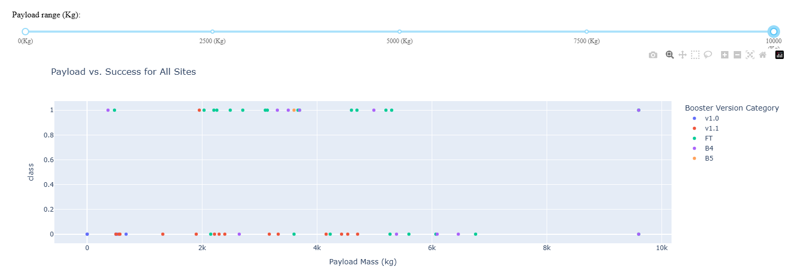 Payload range (Kg):
0(Kg) 2500 (Kg) 5000 (Kg) 7500 (Kg) 10000
(Kg)
Payload vs. Success for All Sites
Booster Version Category
v1.0
v1.1
FT
B4
B5
1
0.8
0.6
0.4
0.2
0
class
0 2k 4k 6k 8k 10k
Payload Mass (kg)